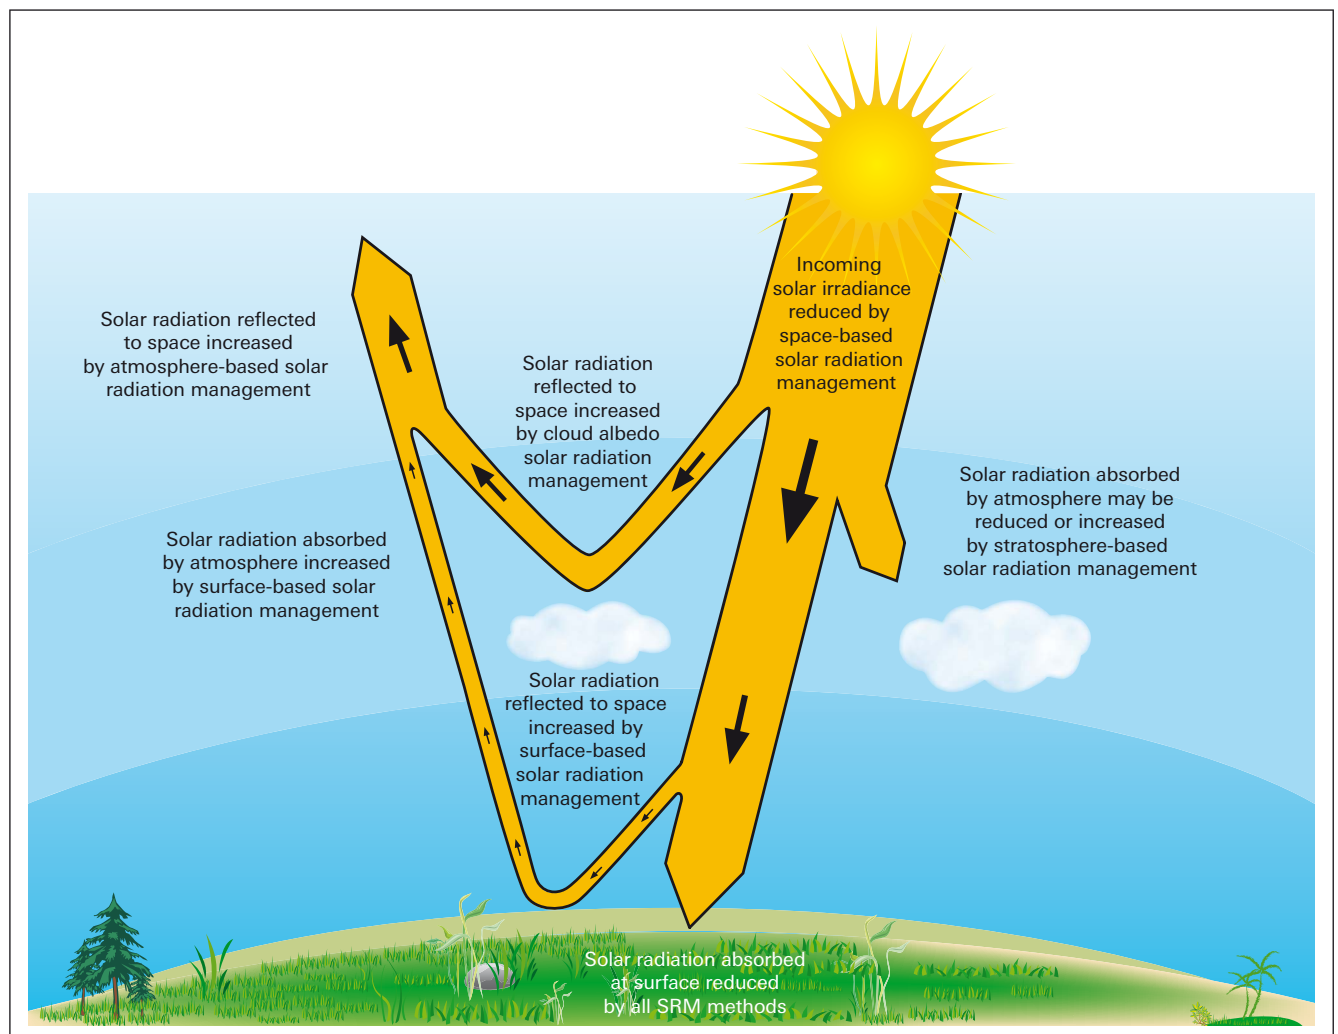 Incoming
solar irradiance
reduced by
space-based
solar radiation
management
Solar radiation reflected
to space increased
by atmosphere-based solar
radiation management
Solar radiation
reflected to
space increased
by cloud albedo
solar radiation
management
Solar radiation absorbed
by atmosphere may be
reduced or increased
by stratosphere-based
solar radiation management
Solar radiation absorbed
by atmosphere increased
by surface-based solar
radiation management
Solar radiation
reflected to space
increased by
surface-based
solar radiation
management
Solar radiation absorbed
at surface reduced
by all SRM methods